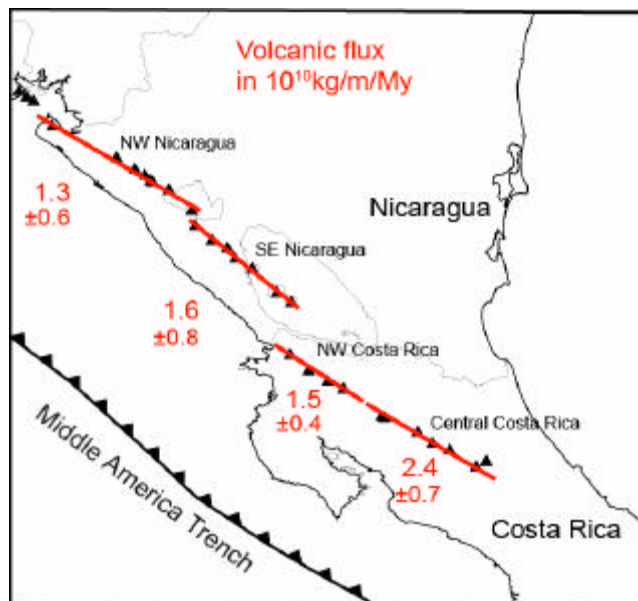 Volcanic flux
in 10¹⁰kg/m/My
NW Nicaragua
1.3
±0.6
Nicaragua
SE Nicaragua
1.6
±0.8
NW Costa Rica
1.5
±0.4
Central Costa Rica
2.4
±0.7
Middle America Trench
Costa Rica